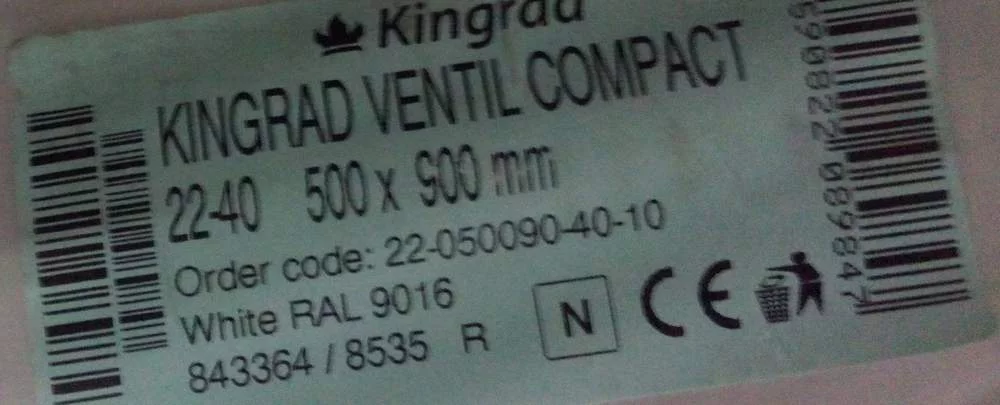 Kingrad
KINGRAD VENTIL COMPACT
22-40 500 x 900 mm
Order code: 22-050090-40-10
White RAL 9016
843364 / 8535 R
N
CE